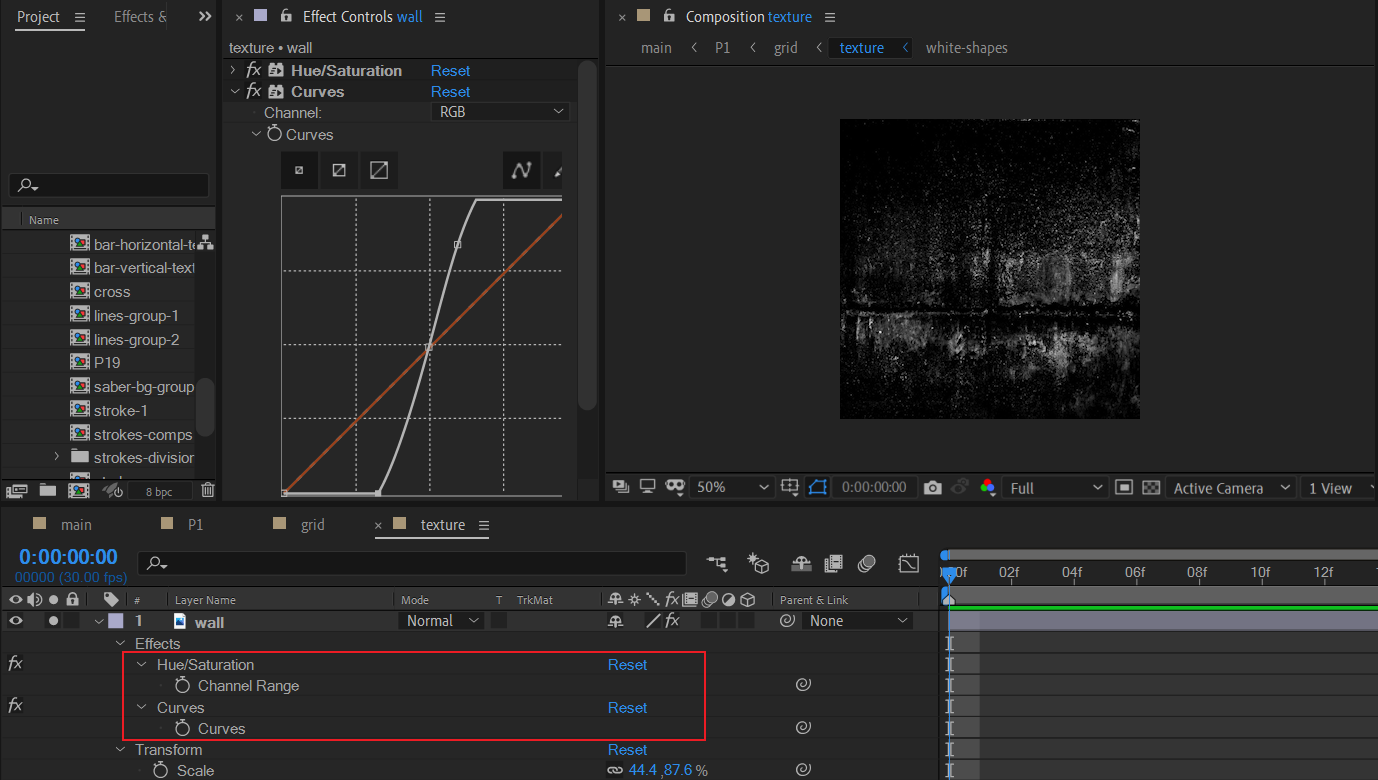 Project
Effects &
Effect Controls wall
Composition texture
main
P1
grid
texture
white-shapes
texture • wall
fx Hue/Saturation Reset
fx Curves Reset
Channel: RGB
Curves
Name
bar-horizontal-te
bar-vertical-text
cross
lines-group-1
lines-group-2
P19
saber-bg-group
stroke-1
strokes-comps
strokes-division
8 bpc
50%
0:00:00:00
Full
Active Camera
1 View
main
P1
grid
texture
0:00:00:00
00000 (30.00 fps)
00f 02f 04f 06f 08f 10f 12f
# Layer Name Mode T TrkMat fx Parent & Link
1 wall Normal fx None
Effects
fx Hue/Saturation Reset
Channel Range
fx Curves Reset
Curves
Transform Reset
Scale 44.4 ,87.6 %